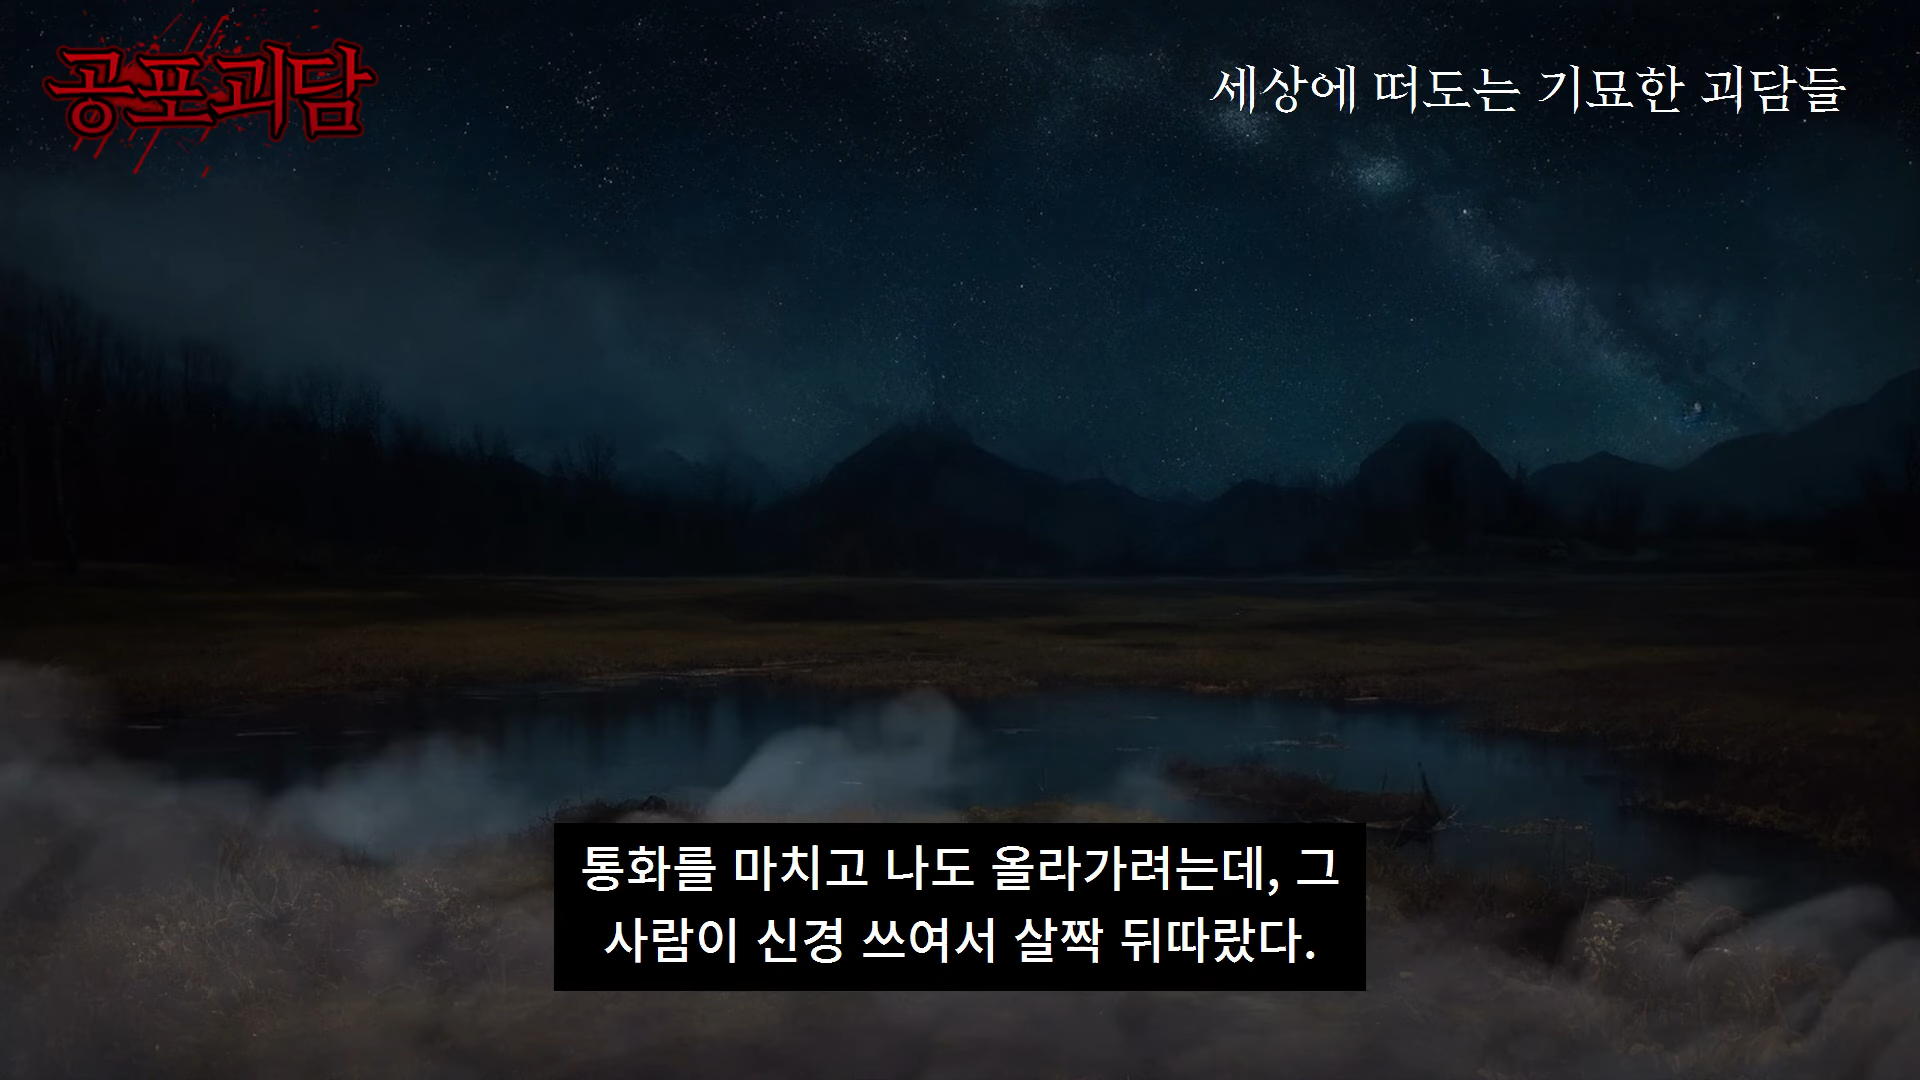 공포괴담
세상에 떠도는 기묘한 괴담들
통화를 마치고 나도 올라가려는데, 그
사람이 신경 쓰여서 살짝 뒤따랐다.